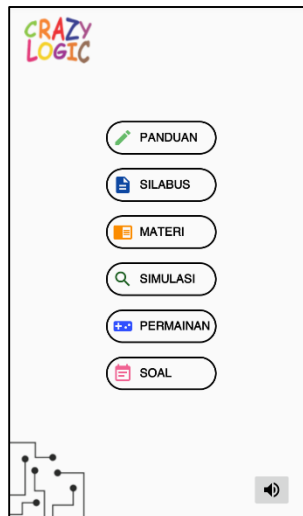 CRAZY
LOGIC
PANDUAN
SILABUS
MATERI
SIMULASI
PERMAINAN
SOAL